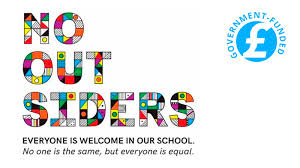 NO
OUT
SIDERS
EVERYONE IS WELCOME IN OUR SCHOOL.
No one is the same, but everyone is equal.
GOVERNMENT-FUNDED
£